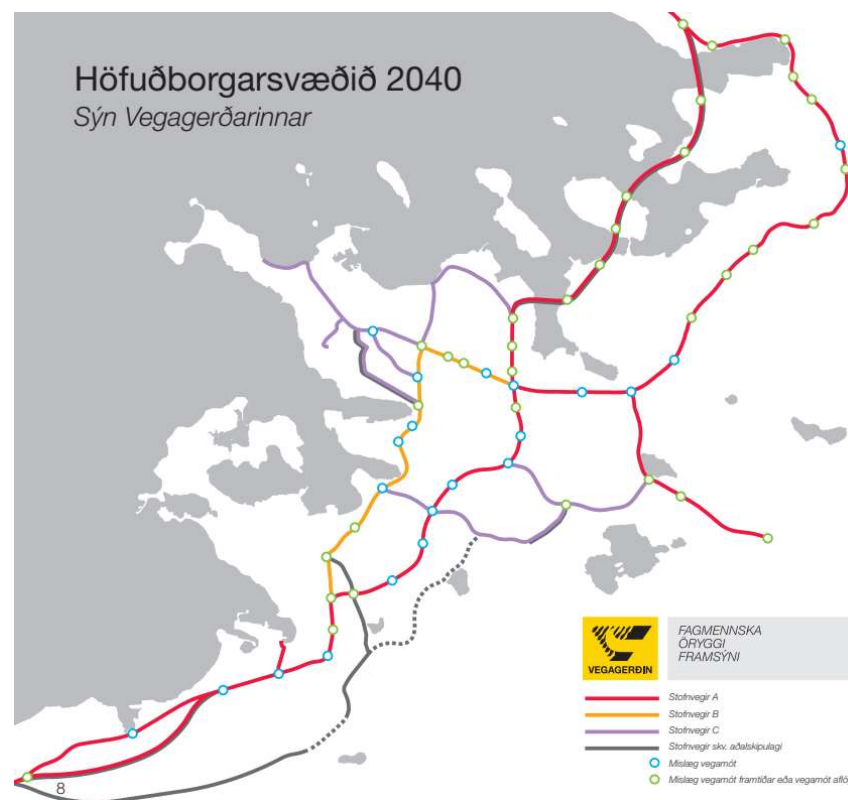 Höfuðborgarsvæðið 2040
Sýn Vegagerðarinnar
FAGMENNSKA
ÖRYGGI
FRAMSÝNI
VEGAGERÐIN
Stofnvegir A
Stofnvegir B
Stofnvegir C
Stofnvegir skv. aðalskipulagi
Mislæg vegamót
Mislæg vegamót framtíðar eða vegamót aflö
8